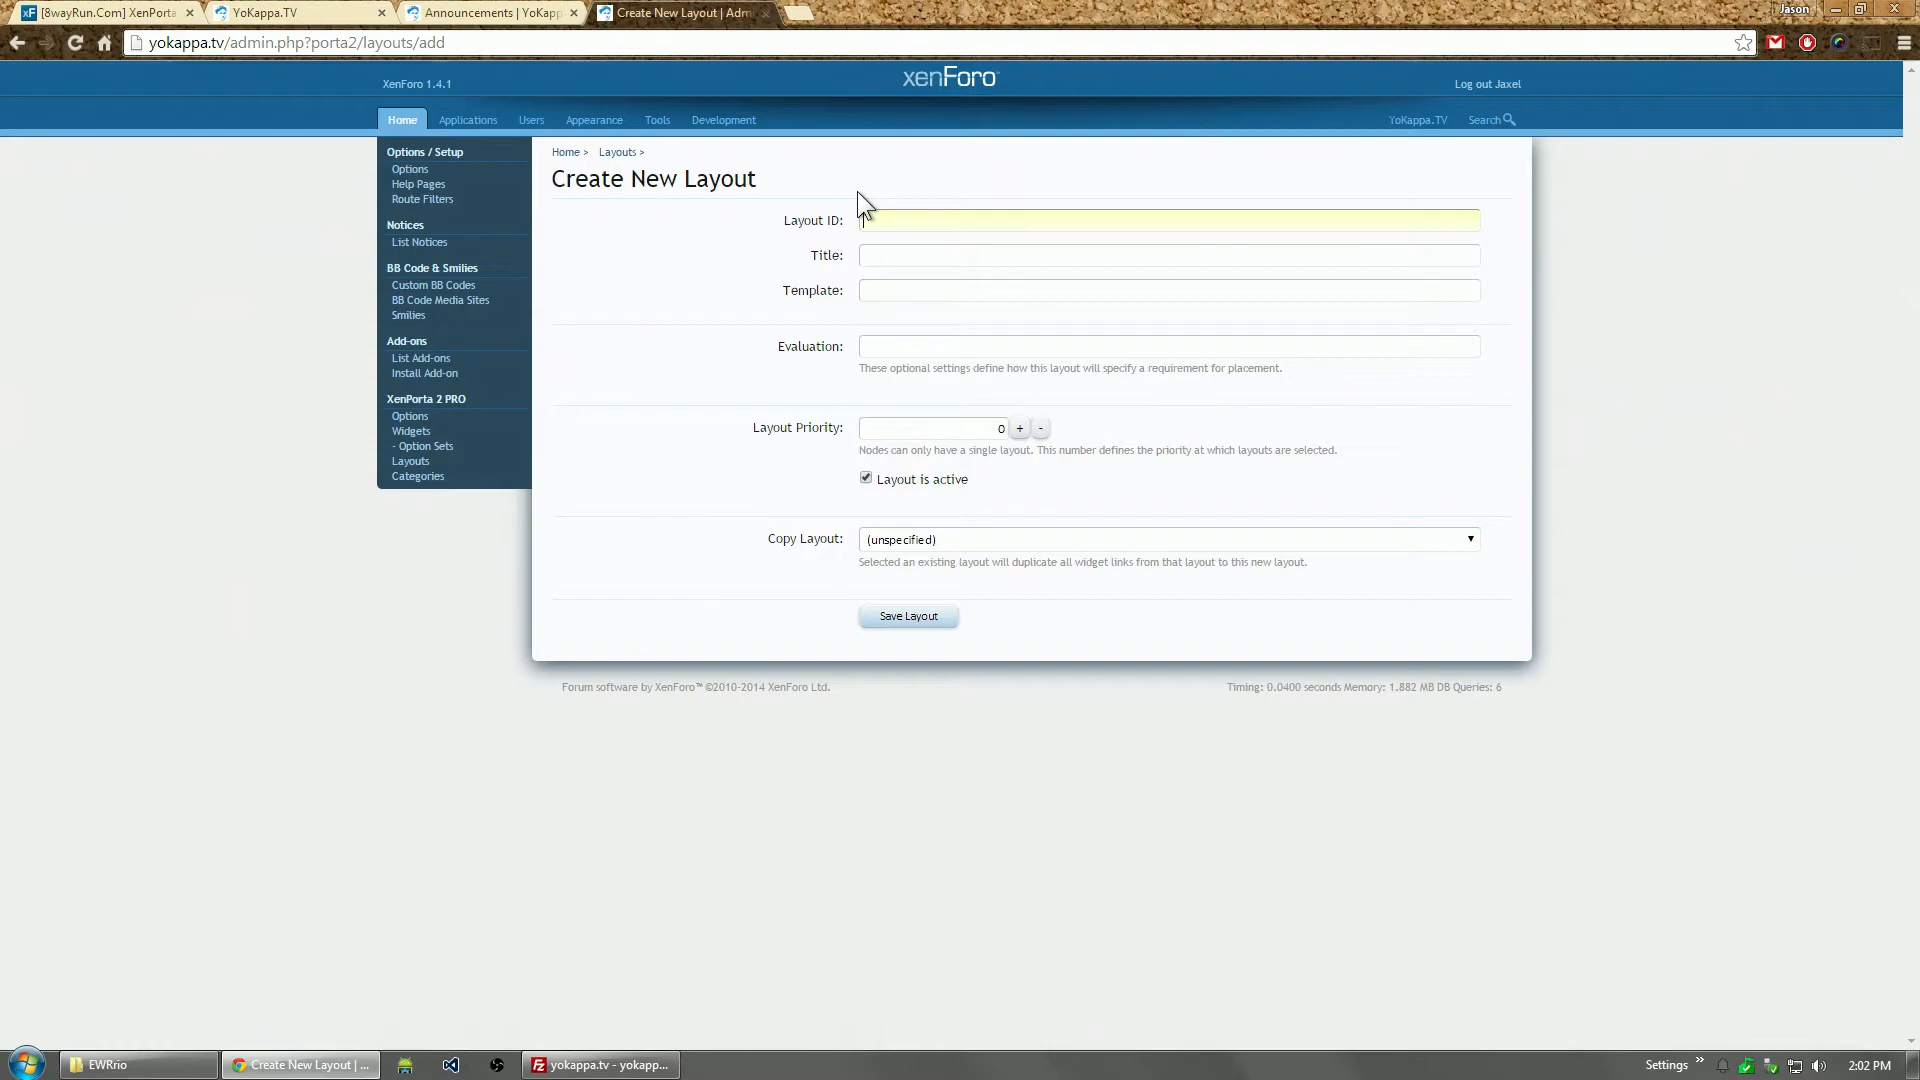 [8wayRun.Com] XenPorta
YoKappa.TV
Announcements | YoKapp
Create New Layout | Adm
Jason
yokappa.tv/admin.php?porta2/layouts/add
XenForo 1.4.1
xenForo
Log out Jaxel
Home
Applications
Users
Appearance
Tools
Development
YoKappa.TV
Search
Options / Setup
Options
Help Pages
Route Filters
Notices
List Notices
BB Code & Smilies
Custom BB Codes
BB Code Media Sites
Smilies
Add-ons
List Add-ons
Install Add-on
XenPorta 2 PRO
Options
Widgets
- Option Sets
Layouts
Categories
Home > Layouts >
Create New Layout
Layout ID:
Title:
Template:
Evaluation:
These optional settings define how this layout will specify a requirement for placement.
Layout Priority: 0 + -
Nodes can only have a single layout. This number defines the priority at which layouts are selected.
Layout is active
Copy Layout: (unspecified)
Selected an existing layout will duplicate all widget links from that layout to this new layout.
Save Layout
Forum software by XenForo™ ©2010-2014 XenForo Ltd.
Timing: 0.0400 seconds Memory: 1.882 MB DB Queries: 6
EWRrio
Create New Layout | ...
yokappa.tv - yokapp...
Settings »
2:02 PM